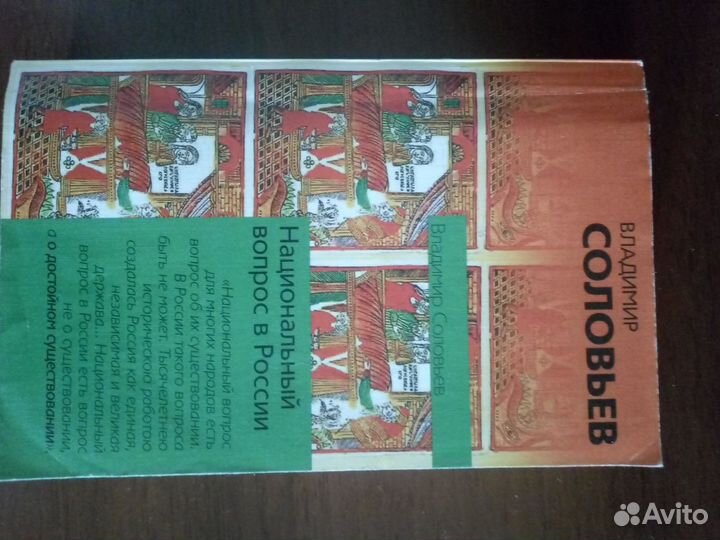 ВЛАДИМИР
СОЛОВЬЕВ
Владимир Соловьев
Национальный
вопрос в России
«Национальный вопрос
для многих народов есть
вопрос об их существовании.
В России такого вопроса
быть не может. Тысячелетнею
историческою работою
создалась Россия как единая,
независимая и великая
держава... Национальный
вопрос в России есть вопрос
не о существовании,
а о достойном существовании».
Avito